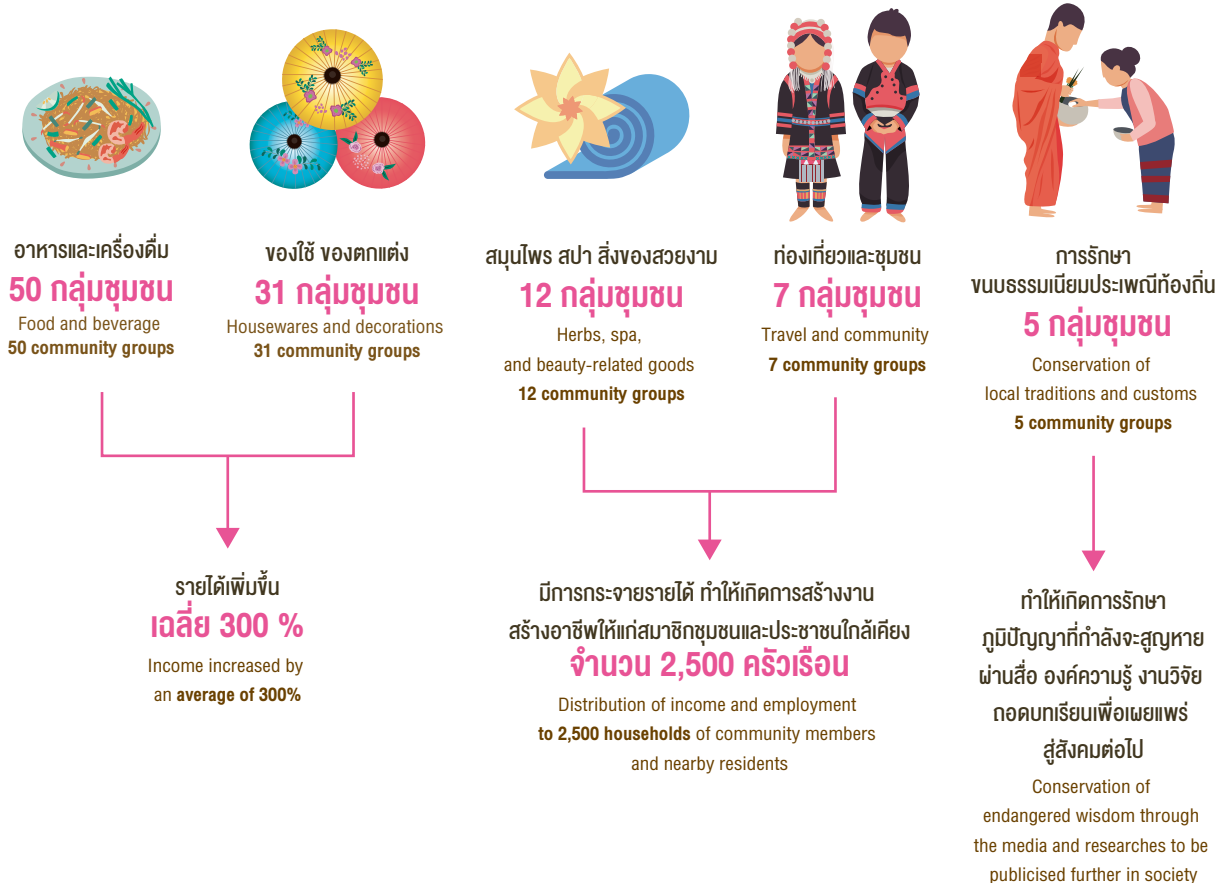 อาหารและเครื่องดื่ม
50 กลุ่มชุมชน
Food and beverage
50 community groups
ของใช้ ของตกแต่ง
31 กลุ่มชุมชน
Housewares and decorations
31 community groups
สมุนไพร สปา สิ่งของสวยงาม
12 กลุ่มชุมชน
Herbs, spa,
and beauty-related goods
12 community groups
ท่องเที่ยวและชุมชน
7 กลุ่มชุมชน
Travel and community
7 community groups
การรักษา
ขนบธรรมเนียมประเพณีท้องถิ่น
5 กลุ่มชุมชน
Conservation of
local traditions and customs
5 community groups
รายได้เพิ่มขึ้น
เฉลี่ย 300 %
Income increased by
an average of 300%
มีการกระจายรายได้ ทำให้เกิดการสร้างงาน
สร้างอาชีพให้แก่สมาชิกชุมชนและประชาชนใกล้เคียง
จำนวน 2,500 ครัวเรือน
Distribution of income and employment
to 2,500 households of community members
and nearby residents
ทำให้เกิดการรักษา
ภูมิปัญญาที่กำลังจะสูญหาย
ผ่านสื่อ องค์ความรู้ งานวิจัย
ถอดบทเรียนเพื่อเผยแพร่
สู่สังคมต่อไป
Conservation of
endangered wisdom through
the media and researches to be
publicised further in society